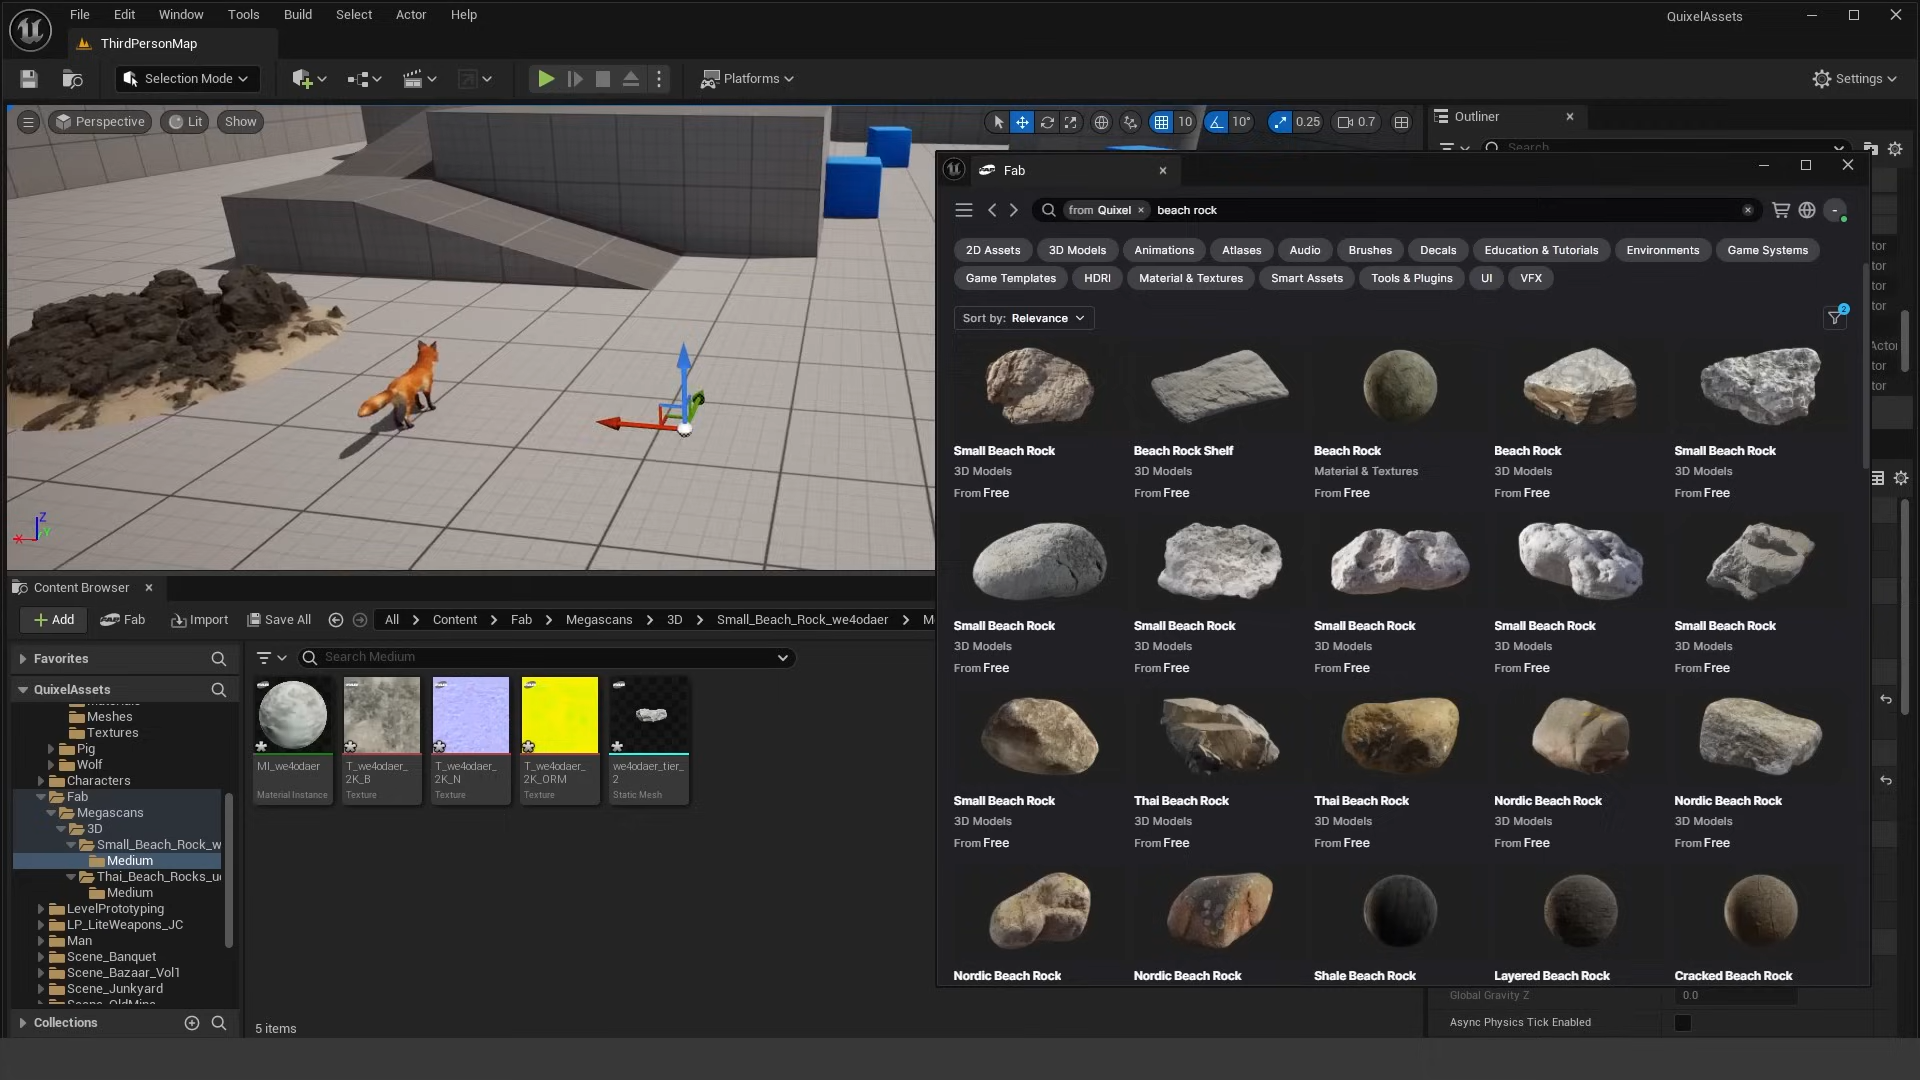 File Edit Window Tools Build Select Actor Help
QuixelAssets
ThirdPersonMap
Selection Mode
Platforms
Settings
Perspective
Lit
Show
10
10°
0.25
0.7
Outliner
Search
Fab
from Quixel × beach rock
2D Assets
3D Models
Animations
Atlases
Audio
Brushes
Decals
Education & Tutorials
Environments
Game Systems
Game Templates
HDRI
Material & Textures
Smart Assets
Tools & Plugins
UI
VFX
Sort by: Relevance
2
Small Beach Rock
3D Models
From Free
Beach Rock Shelf
3D Models
From Free
Beach Rock
Material & Textures
From Free
Beach Rock
3D Models
From Free
Small Beach Rock
3D Models
From Free
Small Beach Rock
3D Models
From Free
Small Beach Rock
3D Models
From Free
Small Beach Rock
3D Models
From Free
Small Beach Rock
3D Models
From Free
Small Beach Rock
3D Models
From Free
Small Beach Rock
3D Models
From Free
Thai Beach Rock
3D Models
From Free
Thai Beach Rock
3D Models
From Free
Nordic Beach Rock
3D Models
From Free
Nordic Beach Rock
3D Models
From Free
Nordic Beach Rock
Nordic Beach Rock
Shale Beach Rock
Layered Beach Rock
Cracked Beach Rock
tor
tor
tor
Actor
tor
tor
Z
X
Y
Content Browser
Add
Fab
Import
Save All
All > Content > Fab > Megascans > 3D > Small_Beach_Rock_we4odaer > M
Favorites
Search Medium
QuixelAssets
Meshes
Textures
Pig
Wolf
Characters
Fab
Megascans
3D
Small_Beach_Rock_w
Medium
Thai_Beach_Rocks_u
Medium
LevelPrototyping
LP_LiteWeapons_JC
Man
Scene_Banquet
Scene_Bazaar_Vol1
Scene_Junkyard
Collections
MI_we4odaer
Material Instance
T_we4odaer_
2K_B
Texture
T_we4odaer_
2K_N
Texture
T_we4odaer_
2K_ORM
Texture
we4odaer_tier_
2
Static Mesh
5 items
Global Gravity Z
0.0
Async Physics Tick Enabled